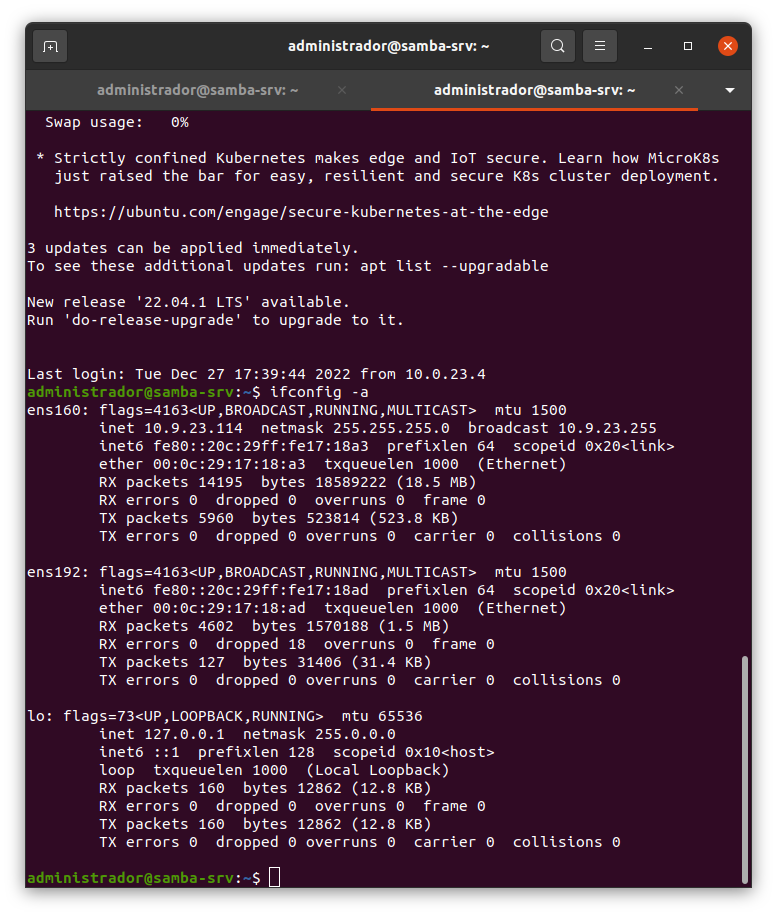 administrador@samba-srv: ~
administrador@samba-srv: ~
administrador@samba-srv: ~
Swap usage:   0%
* Strictly confined Kubernetes makes edge and IoT secure. Learn how MicroK8s
just raised the bar for easy, resilient and secure K8s cluster deployment.
https://ubuntu.com/engage/secure-kubernetes-at-the-edge
3 updates can be applied immediately.
To see these additional updates run: apt list --upgradable
New release '22.04.1 LTS' available.
Run 'do-release-upgrade' to upgrade to it.
Last login: Tue Dec 27 17:39:44 2022 from 10.0.23.4
administrador@samba-srv:~$ ifconfig -a
ens160: flags=4163<UP,BROADCAST,RUNNING,MULTICAST>  mtu 1500
inet 10.9.23.114  netmask 255.255.255.0  broadcast 10.9.23.255
inet6 fe80::20c:29ff:fe17:18a3  prefixlen 64  scopeid 0x20<link>
ether 00:0c:29:17:18:a3  txqueuelen 1000  (Ethernet)
RX packets 14195  bytes 18589222 (18.5 MB)
RX errors 0  dropped 0  overruns 0  frame 0
TX packets 5960  bytes 523814 (523.8 KB)
TX errors 0  dropped 0 overruns 0  carrier 0  collisions 0
ens192: flags=4163<UP,BROADCAST,RUNNING,MULTICAST>  mtu 1500
inet6 fe80::20c:29ff:fe17:18ad  prefixlen 64  scopeid 0x20<link>
ether 00:0c:29:17:18:ad  txqueuelen 1000  (Ethernet)
RX packets 4602  bytes 1570188 (1.5 MB)
RX errors 0  dropped 18  overruns 0  frame 0
TX packets 127  bytes 31406 (31.4 KB)
TX errors 0  dropped 0 overruns 0  carrier 0  collisions 0
lo: flags=73<UP,LOOPBACK,RUNNING>  mtu 65536
inet 127.0.0.1  netmask 255.0.0.0
inet6 ::1  prefixlen 128  scopeid 0x10<host>
loop  txqueuelen 1000  (Local Loopback)
RX packets 160  bytes 12862 (12.8 KB)
RX errors 0  dropped 0  overruns 0  frame 0
TX packets 160  bytes 12862 (12.8 KB)
TX errors 0  dropped 0 overruns 0  carrier 0  collisions 0
administrador@samba-srv:~$